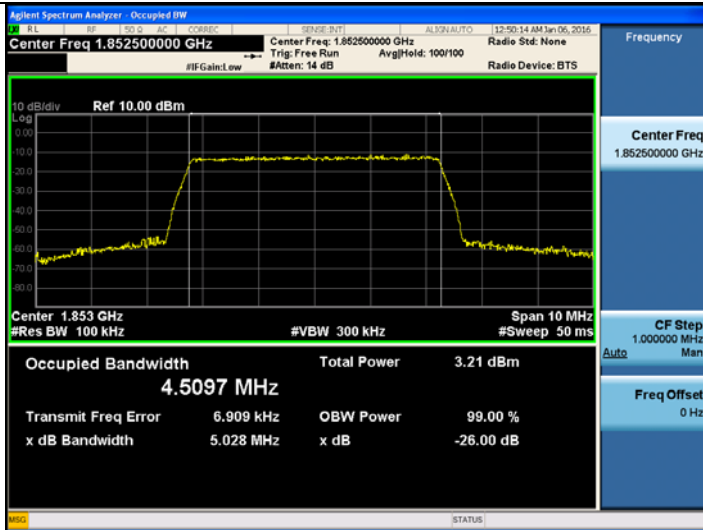 Agilent Spectrum Analyzer - Occupied BW
RL RF 50 Ω AC CORREC SENSE:INT ALIGN AUTO 12:50:14 AM Jan 06, 2016
Center Freq 1.852500000 GHz
Center Freq: 1.852500000 GHz
Radio Std: None
Trig: Free Run Avg|Hold: 100/100
#IFGain:Low #Atten: 14 dB Radio Device: BTS
10 dB/div Ref 10.00 dBm
Log
0.00
-10.0
-20.0
-30.0
-40.0
-50.0
-60.0
-70.0
-80.0
Center 1.853 GHz Span 10 MHz
#Res BW 100 kHz #VBW 300 kHz #Sweep 50 ms
Occupied Bandwidth Total Power 3.21 dBm
4.5097 MHz
Transmit Freq Error 6.909 kHz OBW Power 99.00 %
x dB Bandwidth 5.028 MHz x dB -26.00 dB
MSG STATUS
Frequency
Center Freq
1.852500000 GHz
CF Step
1.000000 MHz
Auto Man
Freq Offset
0 Hz